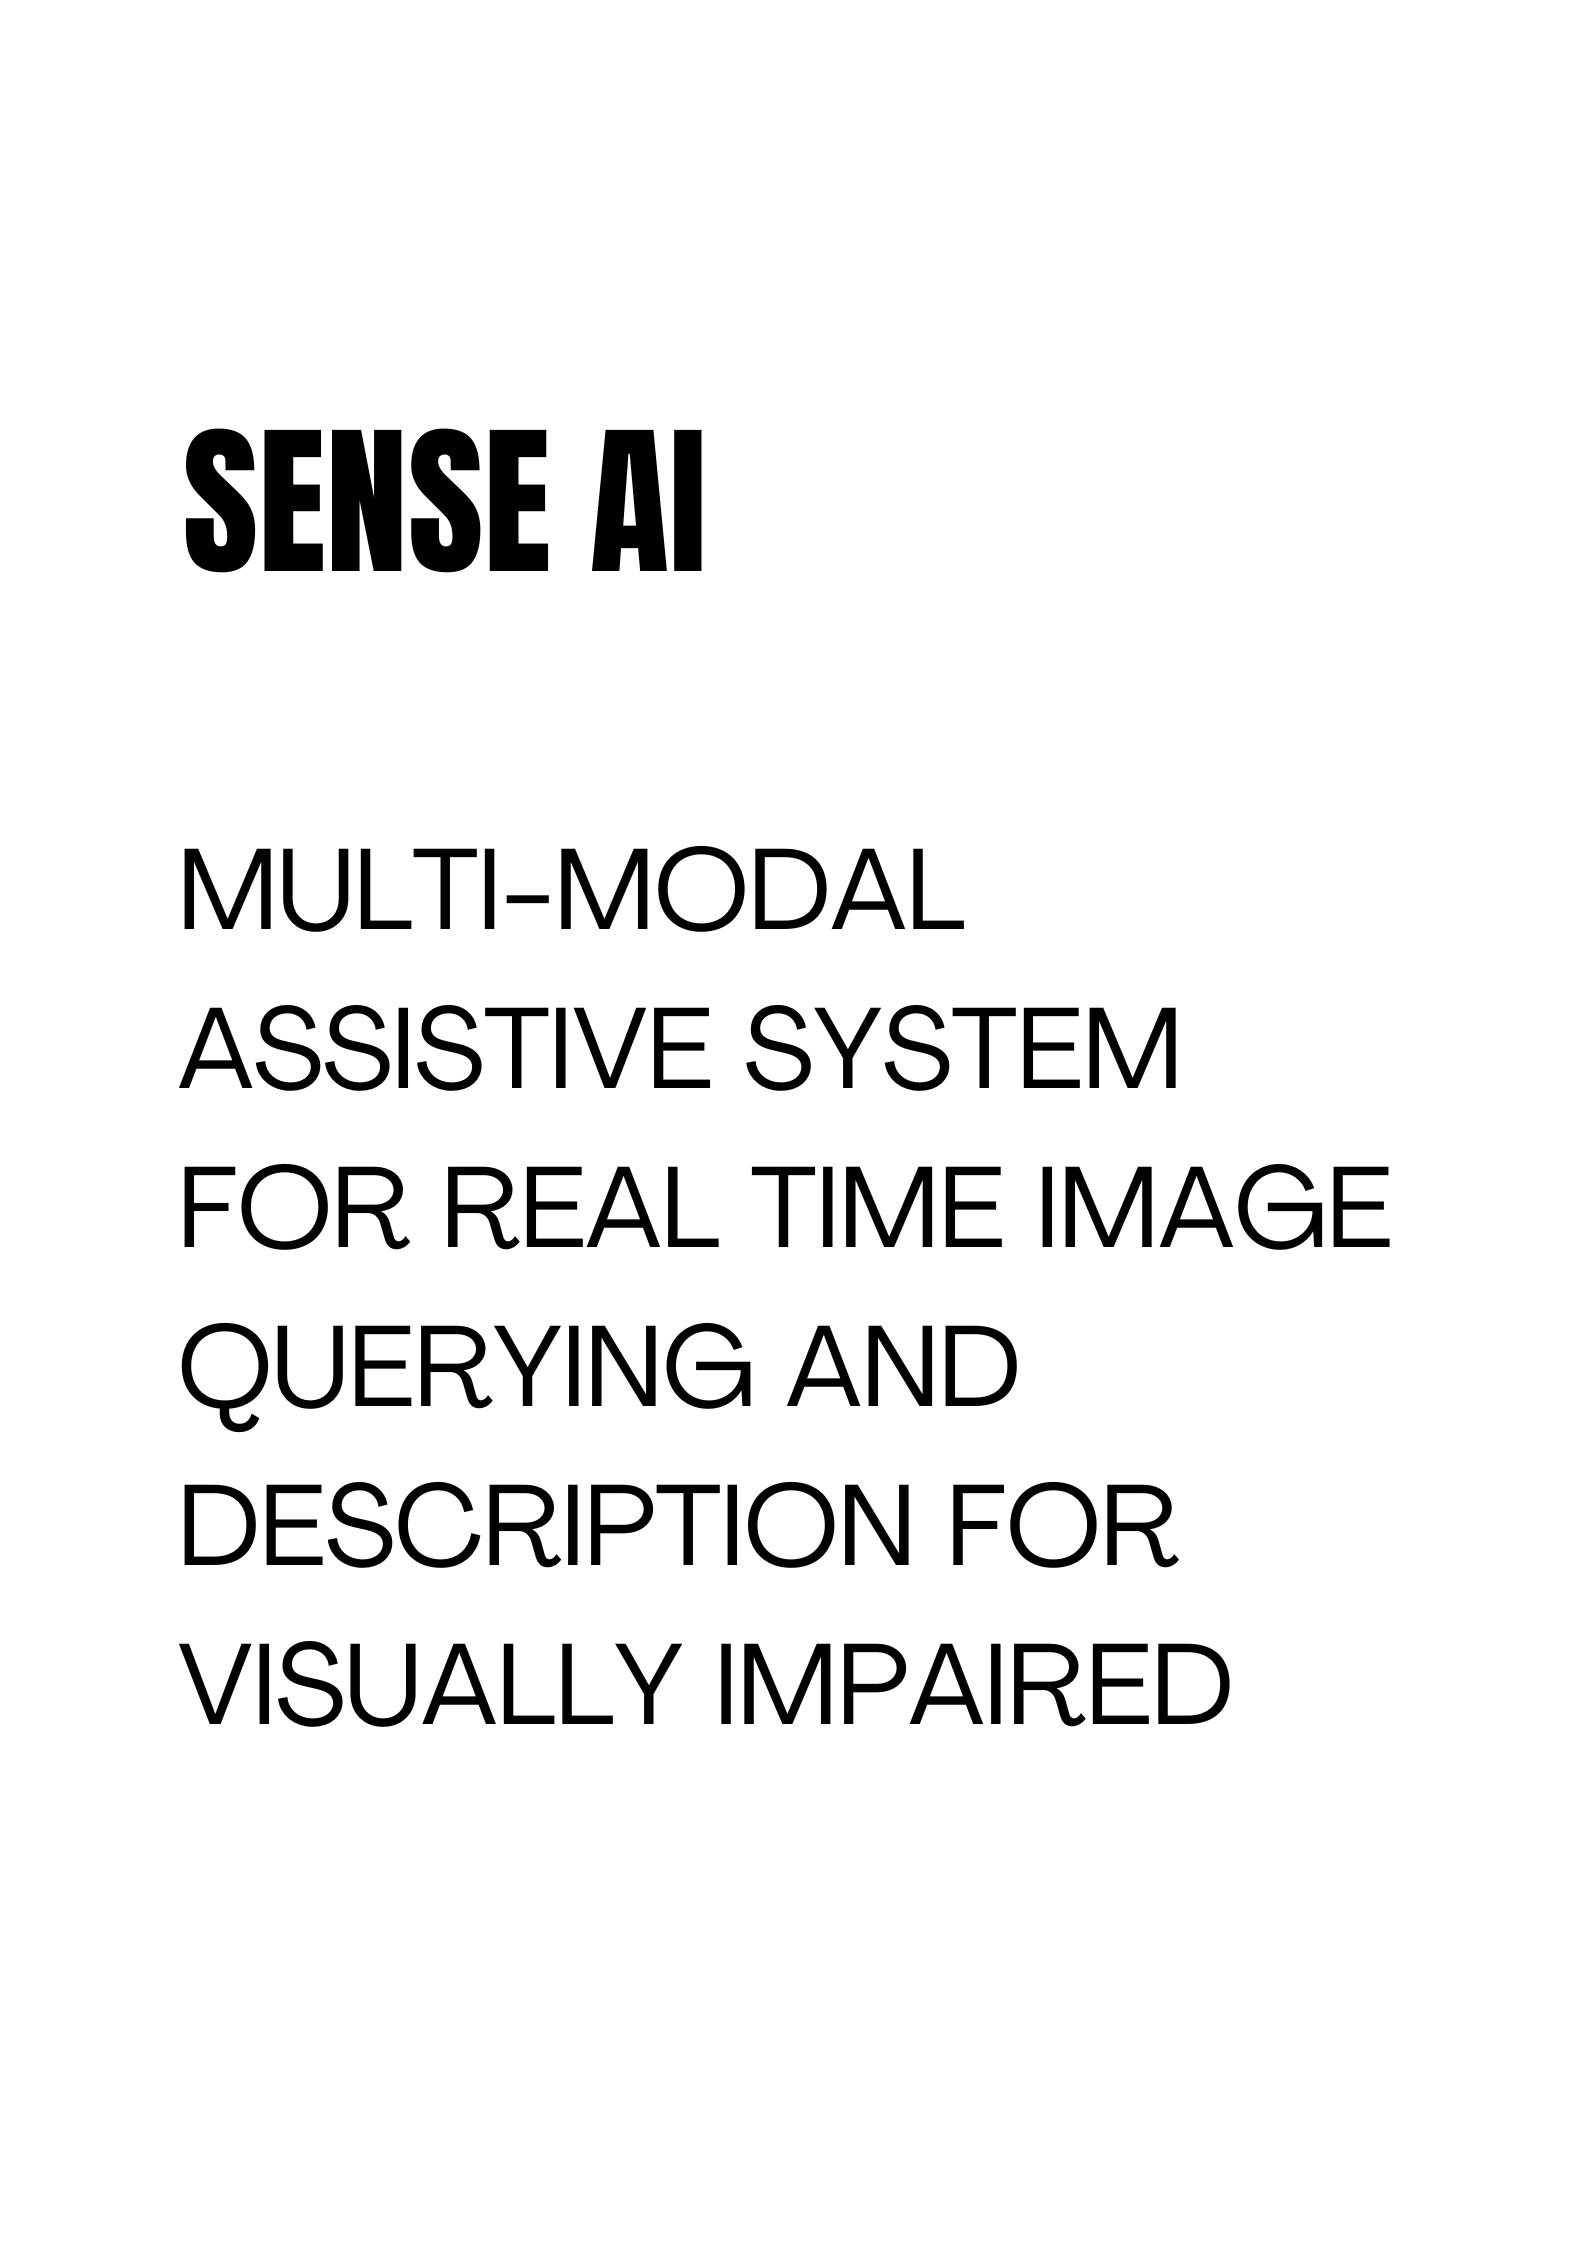 SENSE AI
MULTI-MODAL
ASSISTIVE SYSTEM
FOR REAL TIME IMAGE
QUERYING AND
DESCRIPTION FOR
VISUALLY IMPAIRED